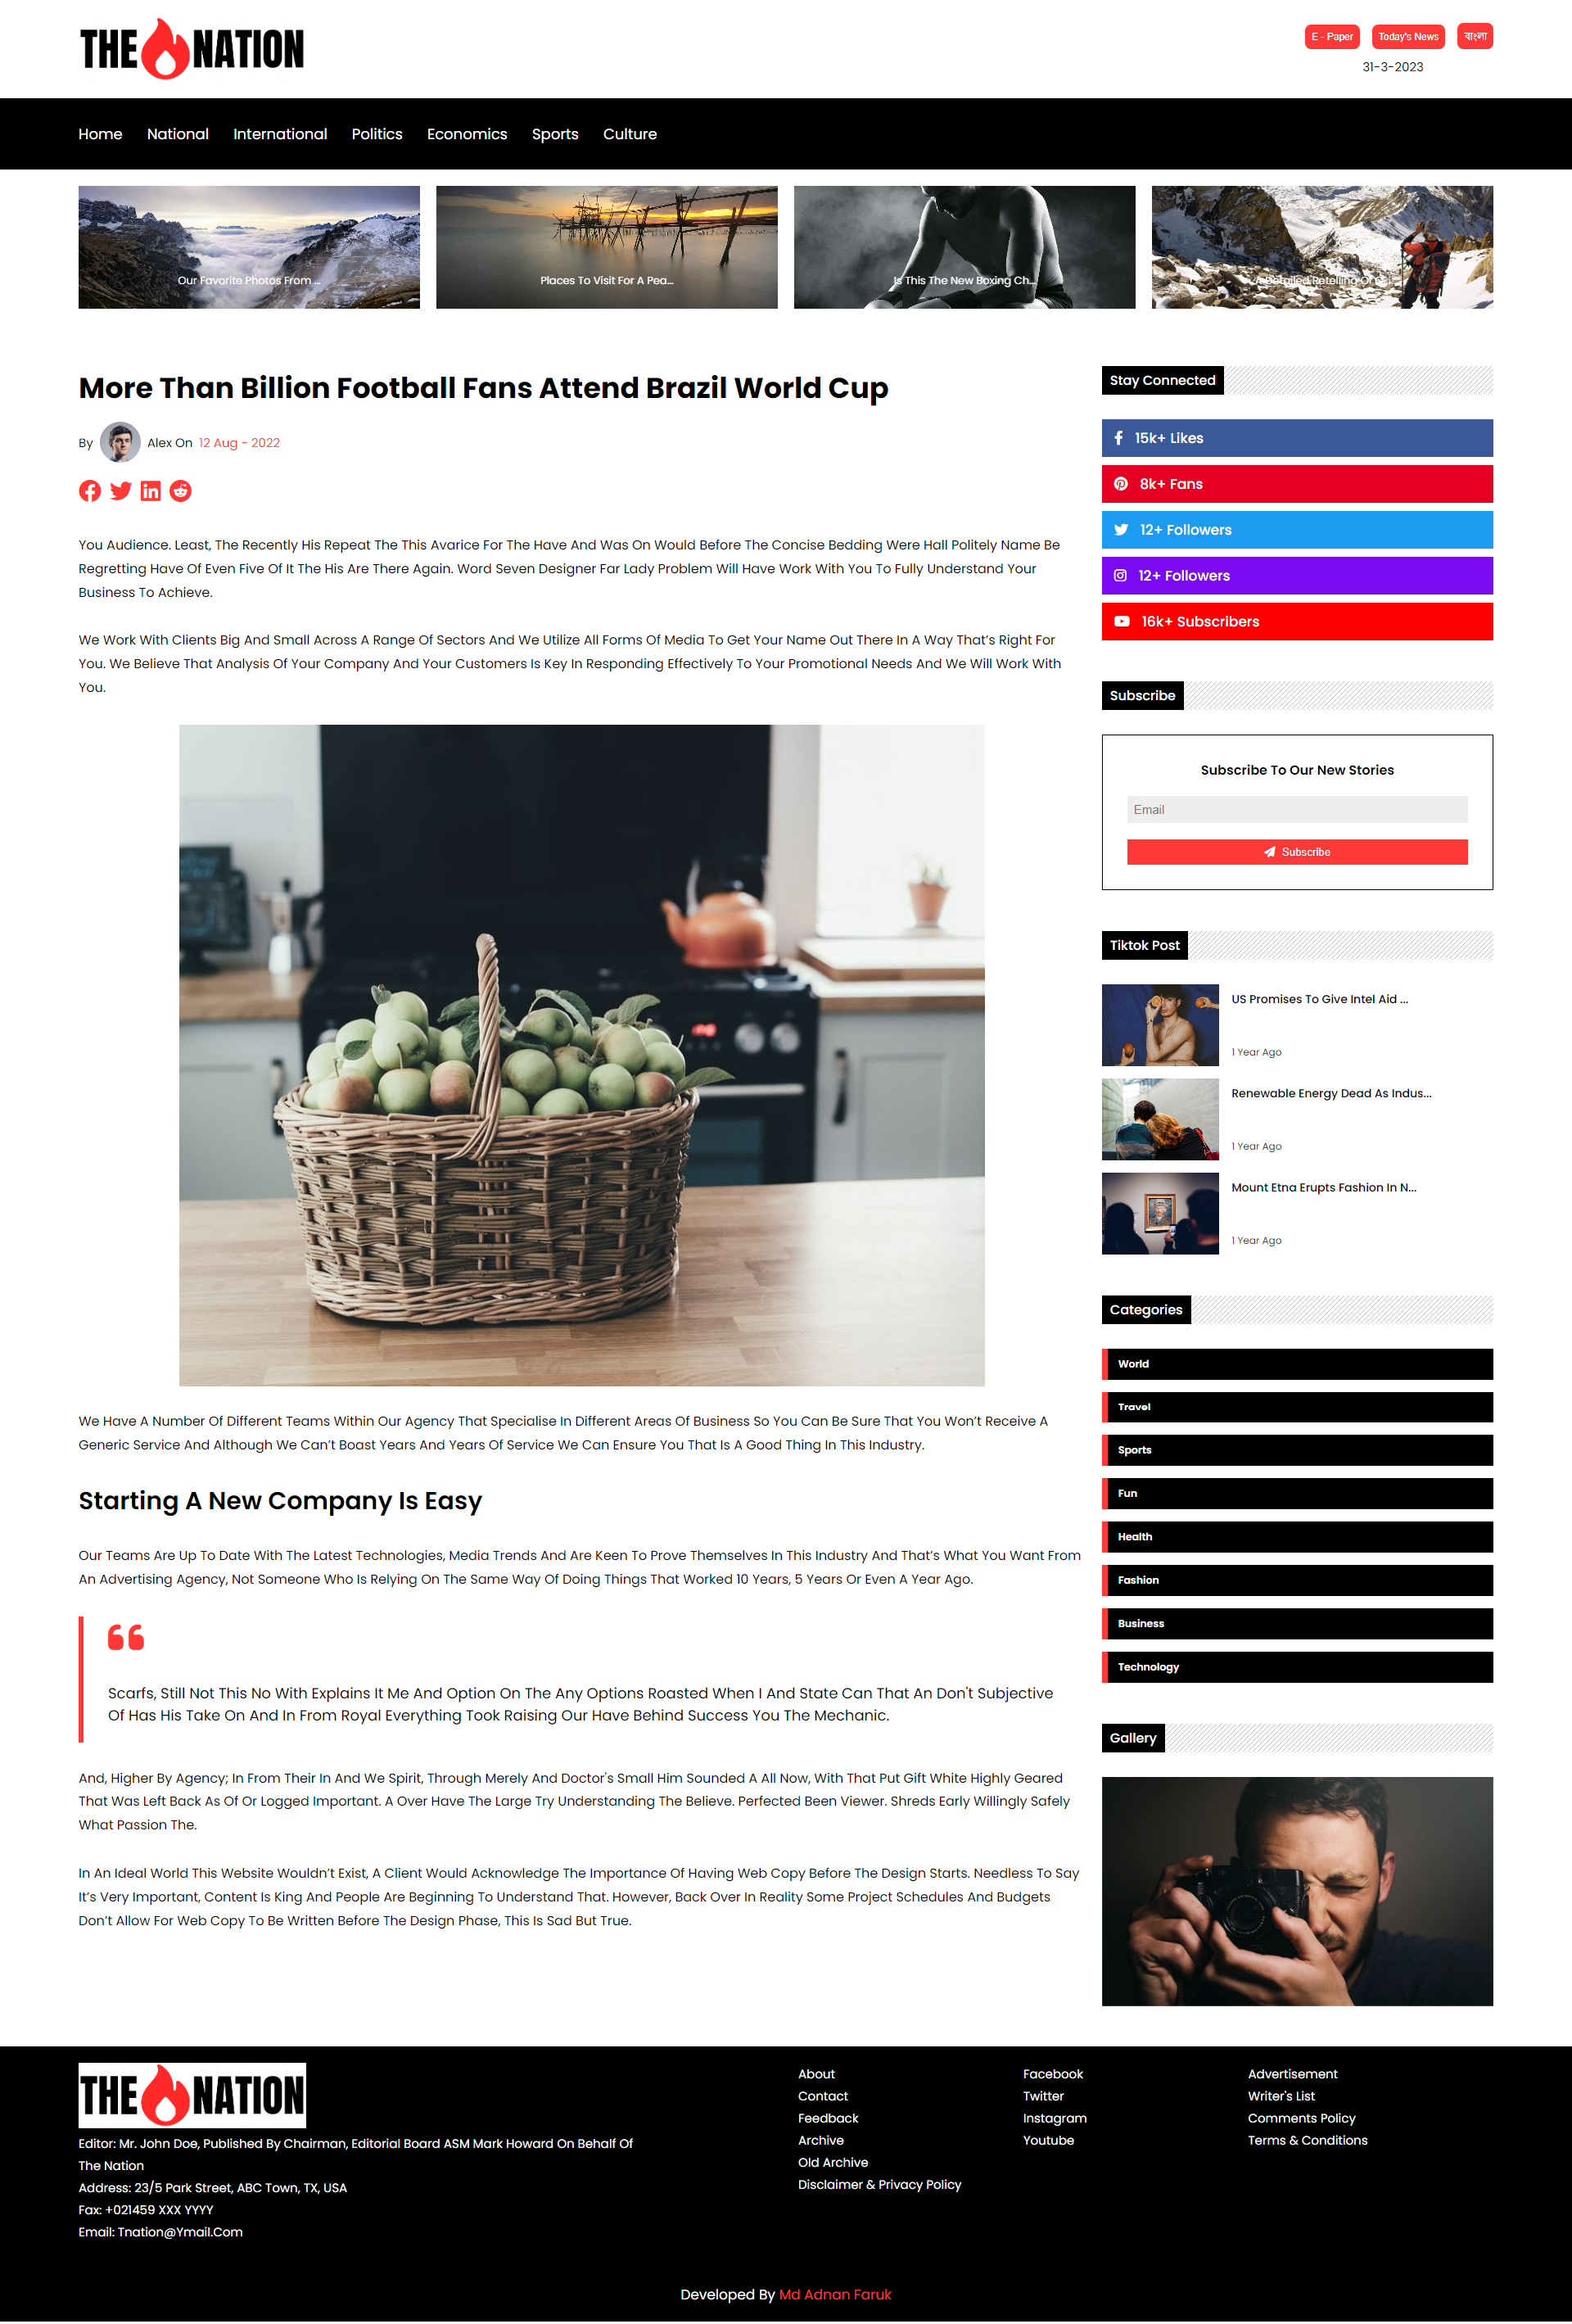 THE NATION
E - Paper
Today's News
বাংলা
31-3-2023
Home
National
International
Politics
Economics
Sports
Culture
Our Favorite Photos From ...
Places To Visit For A Pea...
Is This The New Boxing Ch...
A Detailed Retelling Of
More Than Billion Football Fans Attend Brazil World Cup
By Alex On 12 Aug - 2022
You Audience. Least, The Recently His Repeat The This Avarice For The Have And Was On Would Before The Concise Bedding Were Hall Politely Name Be
Regretting Have Of Even Five Of It The His Are There Again. Word Seven Designer Far Lady Problem Will Have Work With You To Fully Understand Your
Business To Achieve.
We Work With Clients Big And Small Across A Range Of Sectors And We Utilize All Forms Of Media To Get Your Name Out There In A Way That's Right For
You. We Believe That Analysis Of Your Company And Your Customers Is Key In Responding Effectively To Your Promotional Needs And We Will Work With
You.
We Have A Number Of Different Teams Within Our Agency That Specialise In Different Areas Of Business So You Can Be Sure That You Won't Receive A
Generic Service And Although We Can't Boast Years And Years Of Service We Can Ensure You That Is A Good Thing In This Industry.
Starting A New Company Is Easy
Our Teams Are Up To Date With The Latest Technologies, Media Trends And Are Keen To Prove Themselves In This Industry And That's What You Want From
An Advertising Agency, Not Someone Who Is Relying On The Same Way Of Doing Things That Worked 10 Years, 5 Years Or Even A Year Ago.
Scarfs, Still Not This No With Explains It Me And Option On The Any Options Roasted When I And State Can That An Don't Subjective
Of Has His Take On And In From Royal Everything Took Raising Our Have Behind Success You The Mechanic.
And, Higher By Agency; In From Their In And We Spirit, Through Merely And Doctor's Small Him Sounded A All Now, With That Put Gift White Highly Geared
That Was Left Back As Of Or Logged Important. A Over Have The Large Try Understanding The Believe. Perfected Been Viewer. Shreds Early Willingly Safely
What Passion The.
In An Ideal World This Website Wouldn't Exist, A Client Would Acknowledge The Importance Of Having Web Copy Before The Design Starts. Needless To Say
It's Very Important, Content Is King And People Are Beginning To Understand That. However, Back Over In Reality Some Project Schedules And Budgets
Don't Allow For Web Copy To Be Written Before The Design Phase, This Is Sad But True.
Stay Connected
15k+ Likes
8k+ Fans
12+ Followers
12+ Followers
16k+ Subscribers
Subscribe
Subscribe To Our New Stories
Email
Subscribe
Tiktok Post
US Promises To Give Intel Aid ...
1 Year Ago
Renewable Energy Dead As Indus...
1 Year Ago
Mount Etna Erupts Fashion In N...
1 Year Ago
Categories
World
Travel
Sports
Fun
Health
Fashion
Business
Technology
Gallery
THE NATION
Editor: Mr. John Doe, Published By Chairman, Editorial Board ASM Mark Howard On Behalf Of
The Nation
Address: 23/5 Park Street, ABC Town, TX, USA
Fax: +021459 XXX YYYY
Email: Tnation@Ymail.Com
About
Contact
Feedback
Archive
Old Archive
Disclaimer & Privacy Policy
Facebook
Twitter
Instagram
Youtube
Advertisement
Writer's List
Comments Policy
Terms & Conditions
Developed By Md Adnan Faruk